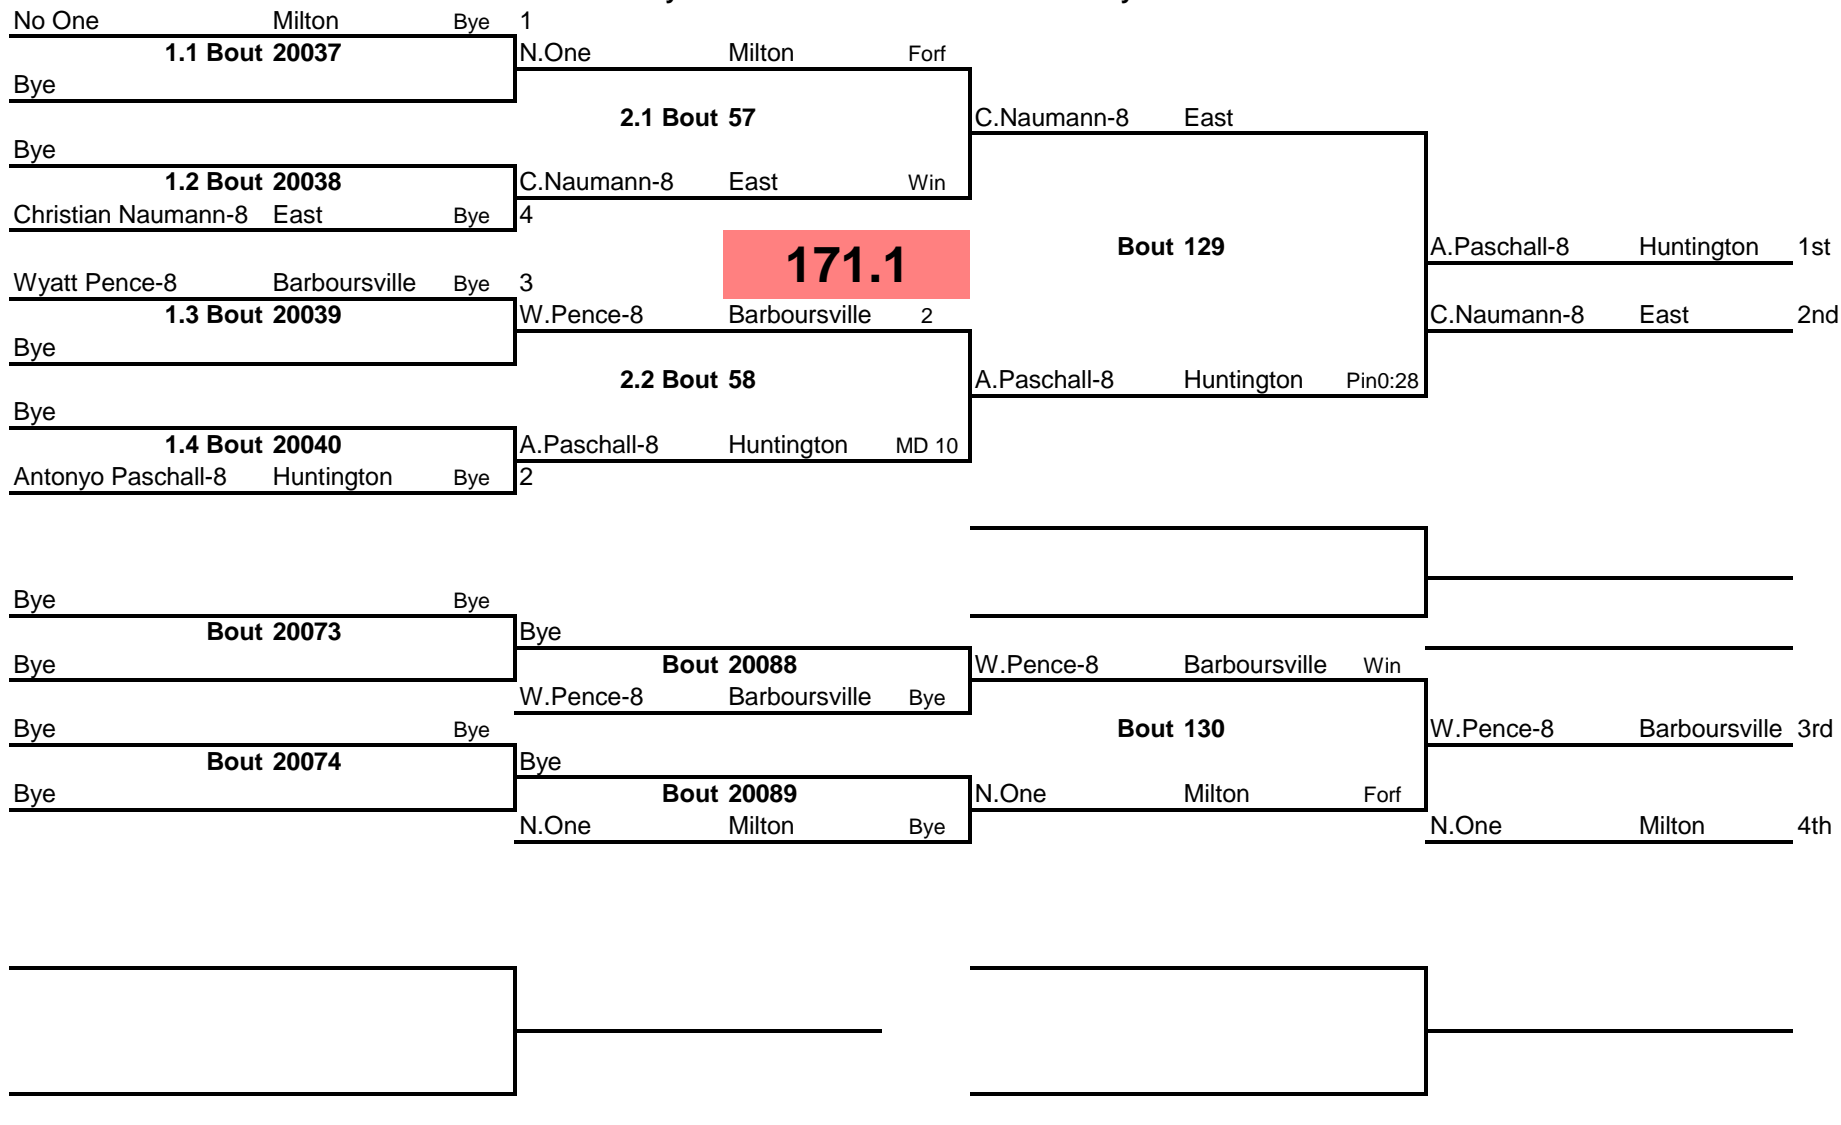 No One Milton Bye 1
1.1 Bout 20037 N.One Milton Forf
Bye
2.1 Bout 57 C.Naumann-8 East
Bye
1.2 Bout 20038 C.Naumann-8 East Win
Christian Naumann-8 East Bye 4
171.1 Bout 129 A.Paschall-8 Huntington 1st
Wyatt Pence-8 Barboursville Bye 3
1.3 Bout 20039 W.Pence-8 Barboursville 2 C.Naumann-8 East 2nd
Bye
2.2 Bout 58 A.Paschall-8 Huntington Pin0:28
Bye
1.4 Bout 20040 A.Paschall-8 Huntington MD 10
Antonyo Paschall-8 Huntington Bye 2
Bye Bye
Bout 20073 Bye
Bye Bout 20088 W.Pence-8 Barboursville Win
W.Pence-8 Barboursville Bye
Bye Bye Bout 130 W.Pence-8 Barboursville 3rd
Bout 20074 Bye
Bye Bout 20089 N.One Milton Forf
N.One Milton Bye N.One Milton 4th